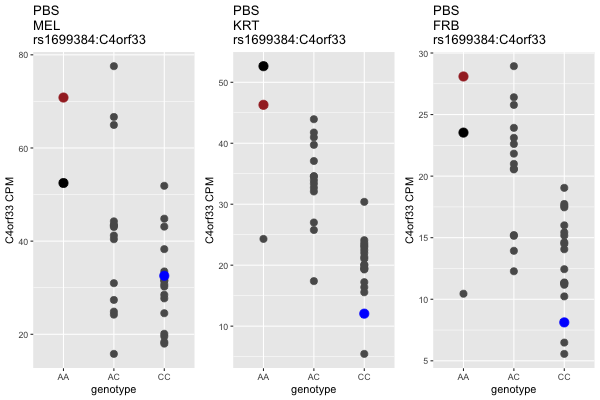 PBS
MEL
rs1699384:C4orf33
C4orf33 CPM
80
60
40
20
AA AC CC
genotype
PBS
KRT
rs1699384:C4orf33
C4orf33 CPM
50
40
30
20
10
AA AC CC
genotype
PBS
FRB
rs1699384:C4orf33
C4orf33 CPM
30
25
20
15
10
5
AA AC CC
genotype